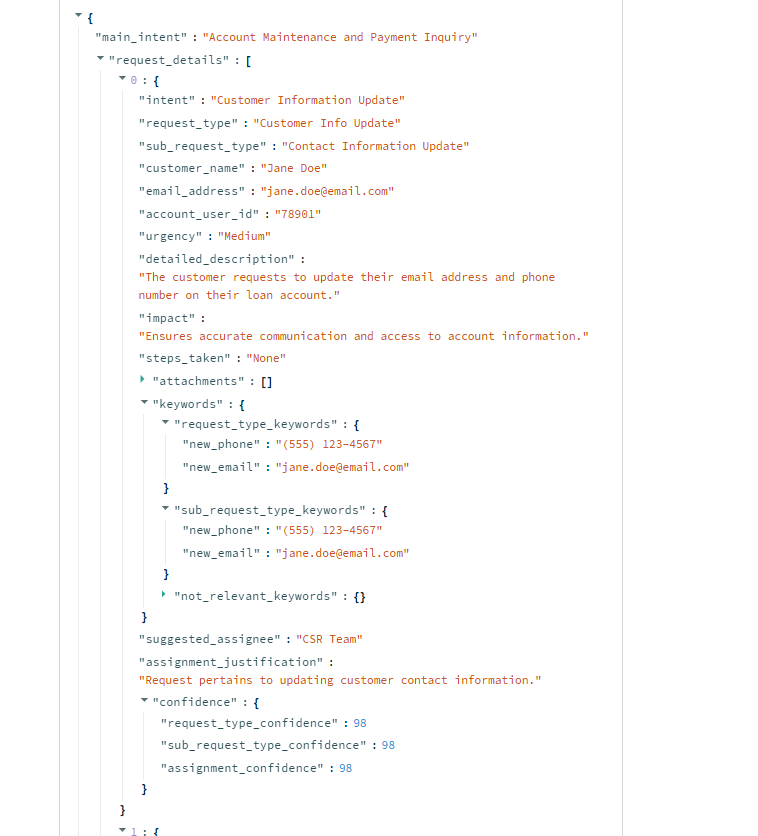 {
"main_intent" : "Account Maintenance and Payment Inquiry"
"request_details" : [
0 : {
"intent" : "Customer Information Update"
"request_type" : "Customer Info Update"
"sub_request_type" : "Contact Information Update"
"customer_name" : "Jane Doe"
"email_address" : "jane.doe@email.com"
"account_user_id" : "78901"
"urgency" : "Medium"
"detailed_description" :
"The customer requests to update their email address and phone
number on their loan account."
"impact" :
"Ensures accurate communication and access to account information."
"steps_taken" : "None"
"attachments" : []
"keywords" : {
"request_type_keywords" : {
"new_phone" : "(555) 123-4567"
"new_email" : "jane.doe@email.com"
}
"sub_request_type_keywords" : {
"new_phone" : "(555) 123-4567"
"new_email" : "jane.doe@email.com"
}
"not_relevant_keywords" : {}
}
"suggested_assignee" : "CSR Team"
"assignment_justification" :
"Request pertains to updating customer contact information."
"confidence" : {
"request_type_confidence" : 98
"sub_request_type_confidence" : 98
"assignment_confidence" : 98
}
}
1 : {